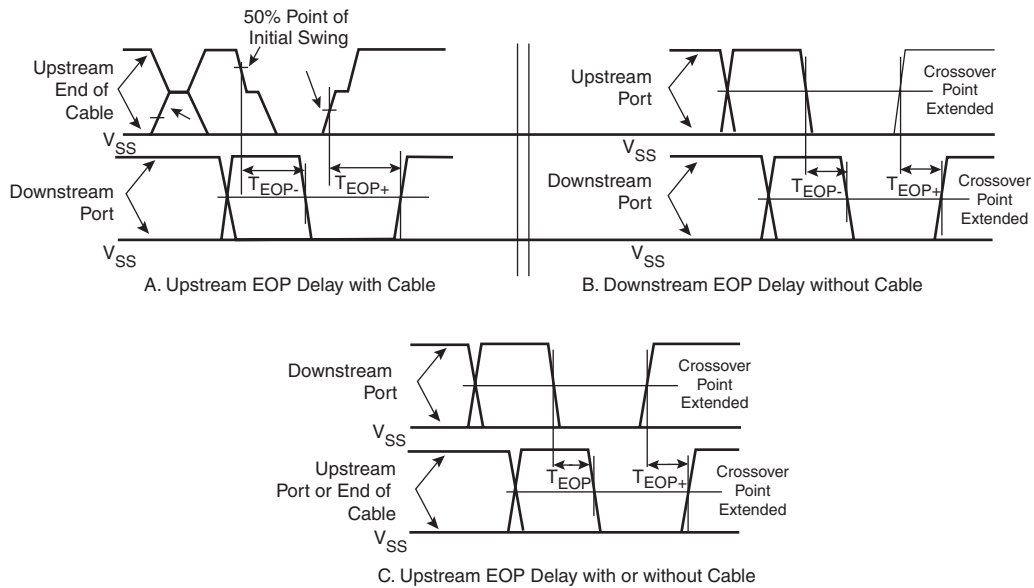 50% Point of
Initial Swing
Upstream
End of
Cable
VSS
Downstream
Port
TEOP-
TEOP+
VSS
A. Upstream EOP Delay with Cable
Upstream
Port
Crossover
Point
Extended
VSS
Downstream
Port
TEOP-
TEOP+
Crossover
Point
Extended
VSS
B. Downstream EOP Delay without Cable
Downstream
Port
Crossover
Point
Extended
VSS
Upstream
Port or End of
Cable
TEOP
TEOP+
Crossover
Point
Extended
VSS
C. Upstream EOP Delay with or without Cable